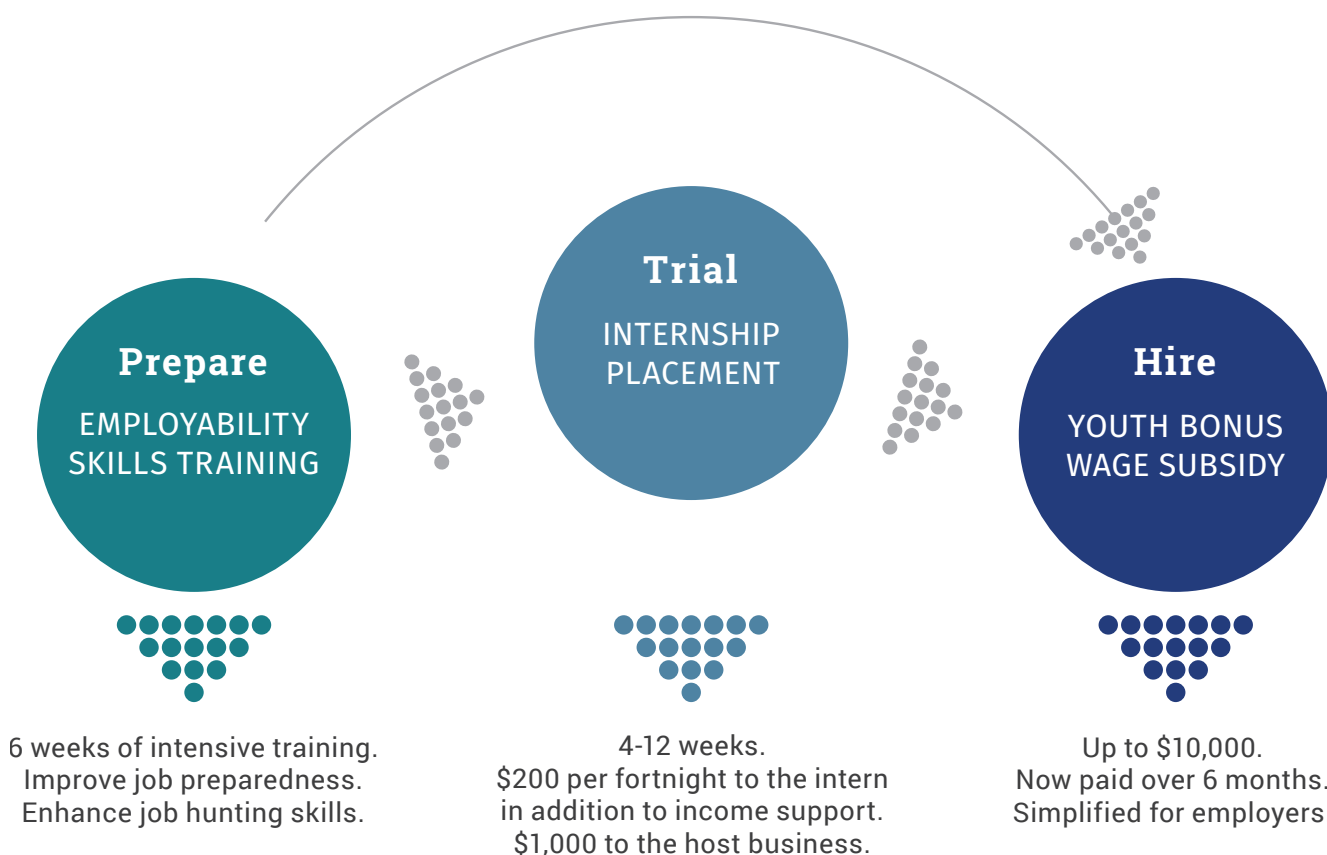 Prepare
EMPLOYABILITY
SKILLS TRAINING
6 weeks of intensive training.
Improve job preparedness.
Enhance job hunting skills.
Trial
INTERNSHIP
PLACEMENT
4-12 weeks.
$200 per fortnight to the intern
in addition to income support.
$1,000 to the host business.
Hire
YOUTH BONUS
WAGE SUBSIDY
Up to $10,000.
Now paid over 6 months.
Simplified for employers